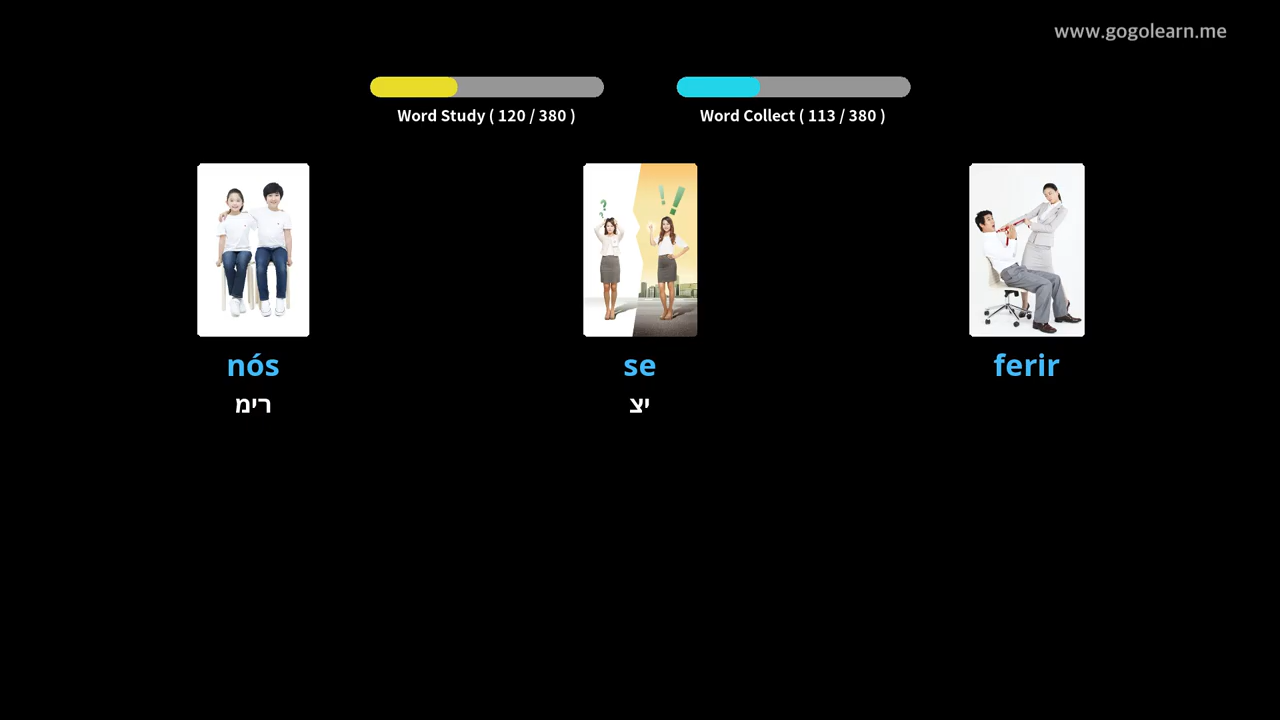 www.gogolearn.me
Word Study ( 120 / 380 )
Word Collect ( 113 / 380 )
nós
se
ferir
רימ
יצ